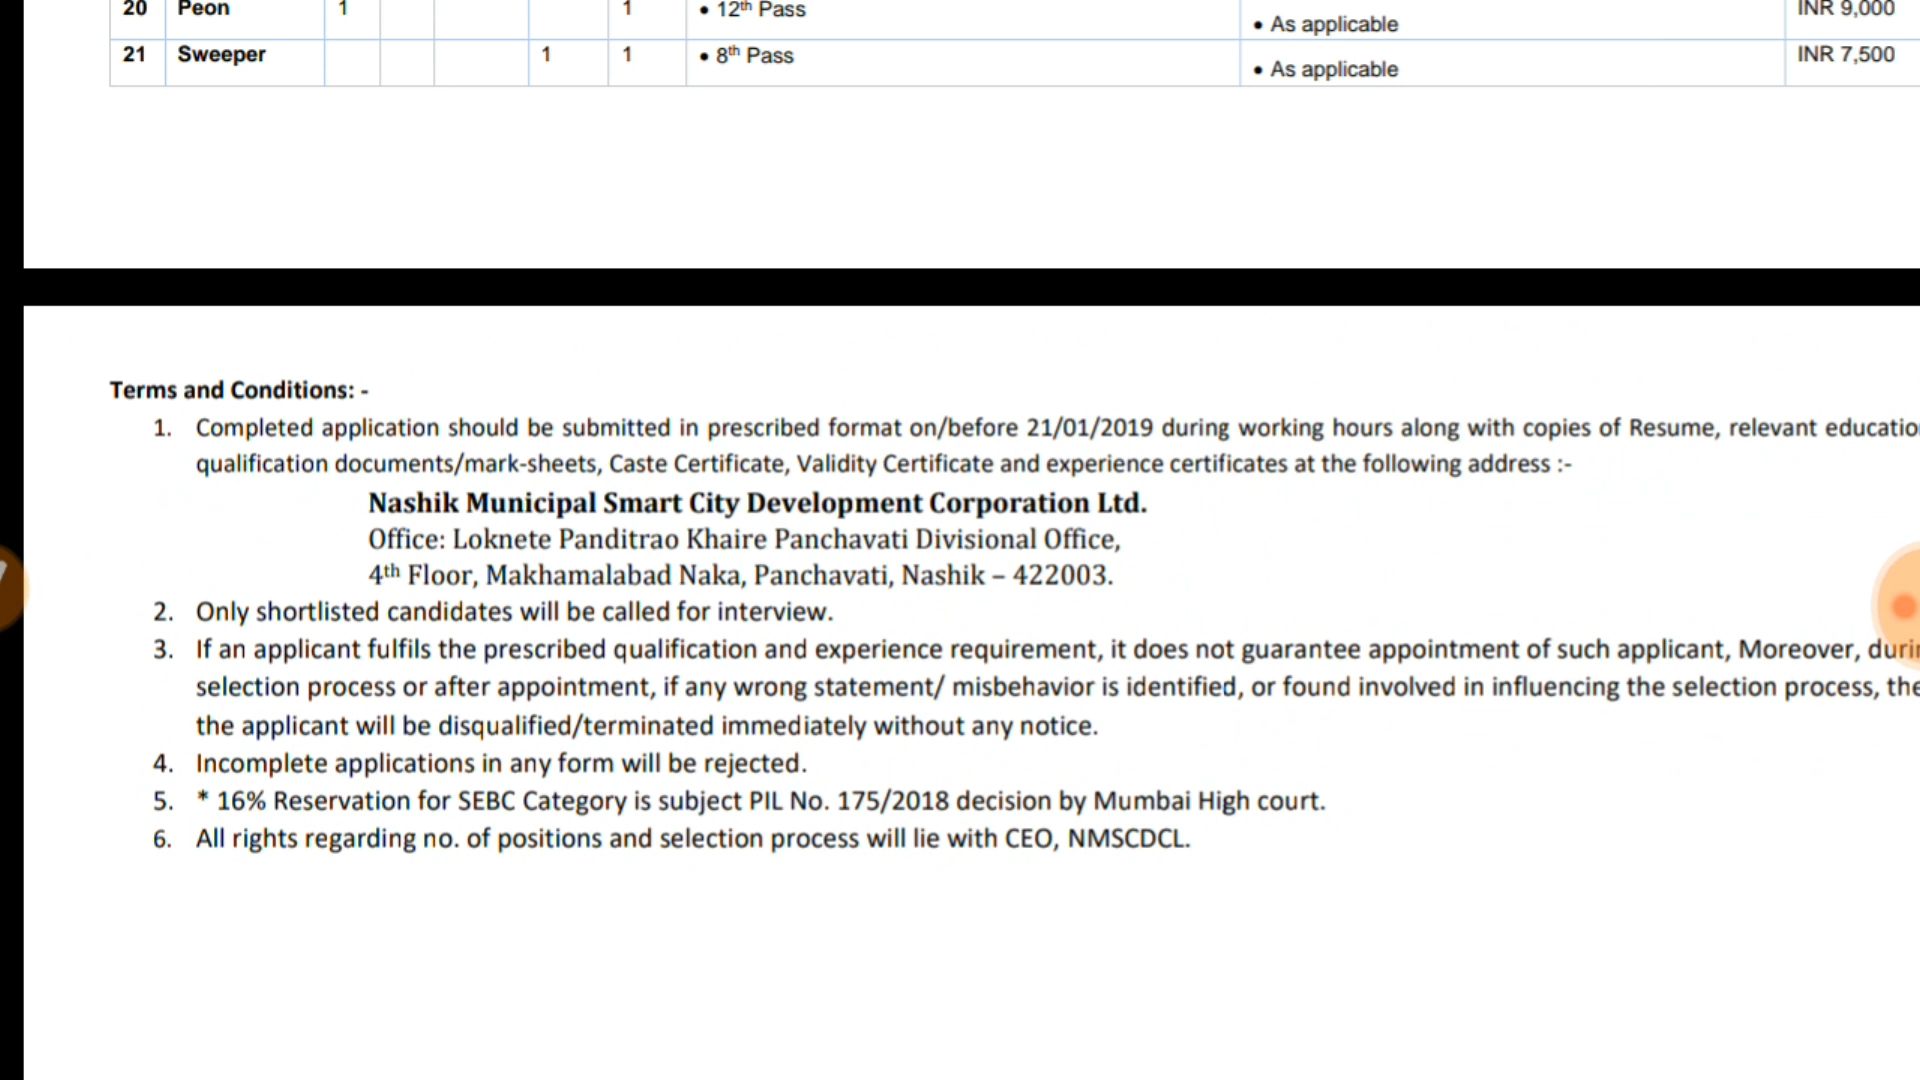 20 Peon 1 1 • 12th Pass • As applicable INR 9,000
21 Sweeper 1 1 • 8th Pass • As applicable INR 7,500
Terms and Conditions: -
1. Completed application should be submitted in prescribed format on/before 21/01/2019 during working hours along with copies of Resume, relevant
qualification documents/mark-sheets, Caste Certificate, Validity Certificate and experience certificates at the following address :-
Nashik Municipal Smart City Development Corporation Ltd.
Office: Loknete Panditrao Khaire Panchavati Divisional Office,
4th Floor, Makhamalabad Naka, Panchavati, Nashik – 422003.
2. Only shortlisted candidates will be called for interview.
3. If an applicant fulfils the prescribed qualification and experience requirement, it does not guarantee appointment of such applicant, Moreover,
selection process or after appointment, if any wrong statement/ misbehavior is identified, or found involved in influencing the selection process,
the applicant will be disqualified/terminated immediately without any notice.
4. Incomplete applications in any form will be rejected.
5. * 16% Reservation for SEBC Category is subject PIL No. 175/2018 decision by Mumbai High court.
6. All rights regarding no. of positions and selection process will lie with CEO, NMSCDCL.